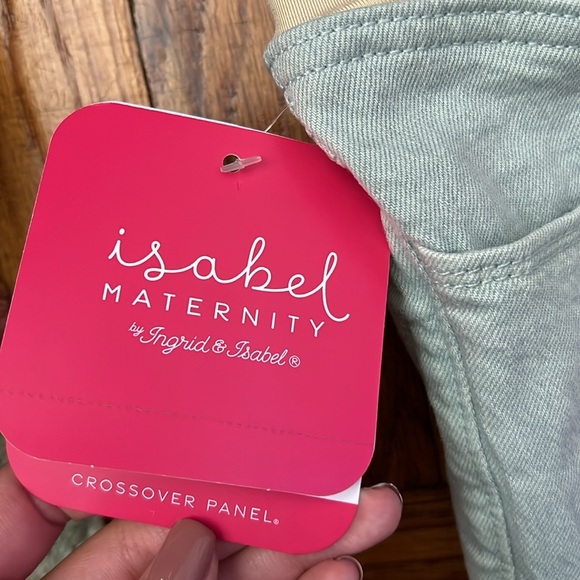 isabel
MATERNITY
by Ingrid & Isabel®
CROSSOVER PANEL®